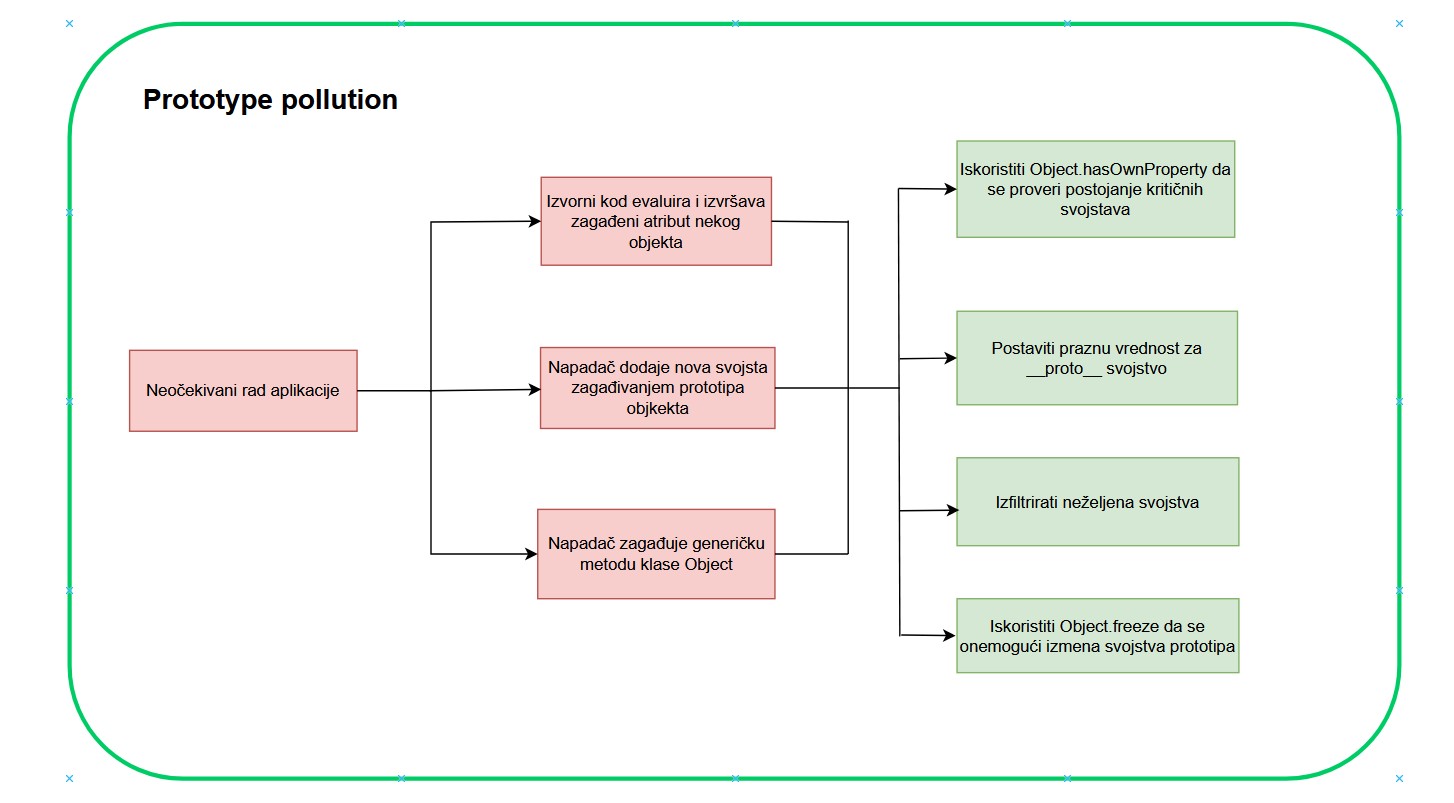 Prototype pollution
Neočekivani rad aplikacije
Izvorni kod evaluira i izvršava
zagađeni atribut nekog
objekta
Napadač dodaje nova svojsta
zagađivanjem prototipa
objkekta
Napadač zagađuje generičku
metodu klase Object
Iskoristiti Object.hasOwnProperty da
se proveri postojanje kritičnih
svojstava
Postaviti praznu vrednost za
__proto__ svojstvo
Izfiltrirati neželjena svojstva
Iskoristiti Object.freeze da se
onemogući izmena svojstva prototipa